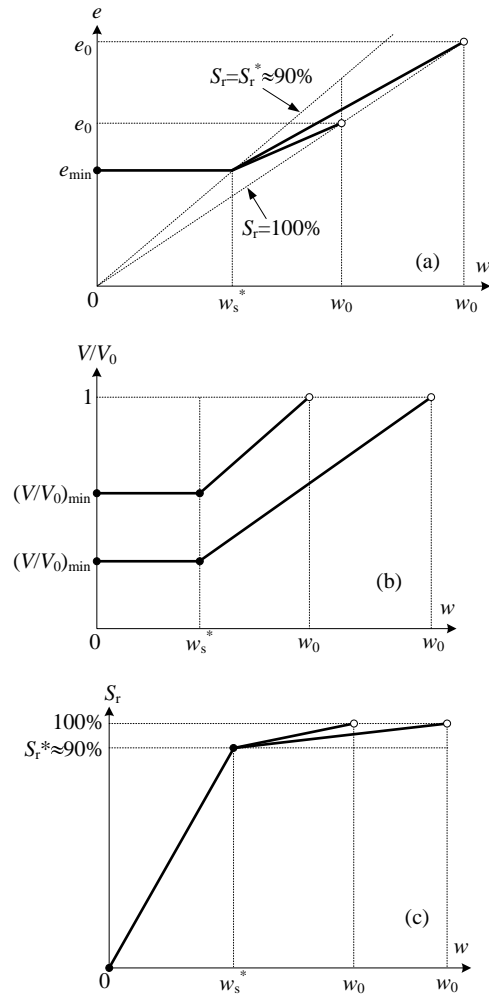 e
e₀
Sᵣ=Sᵣ*≈90%
e₀
eₘᵢₙ
Sᵣ=100%
(a)
0
wₛ*
w₀
w₀
w
V/V₀
1
(V/V₀)ₘᵢₙ
(V/V₀)ₘᵢₙ
(b)
w
0
wₛ*
w₀
w₀
Sᵣ
100%
Sᵣ*≈90%
(c)
w
0
wₛ*
w₀
w₀